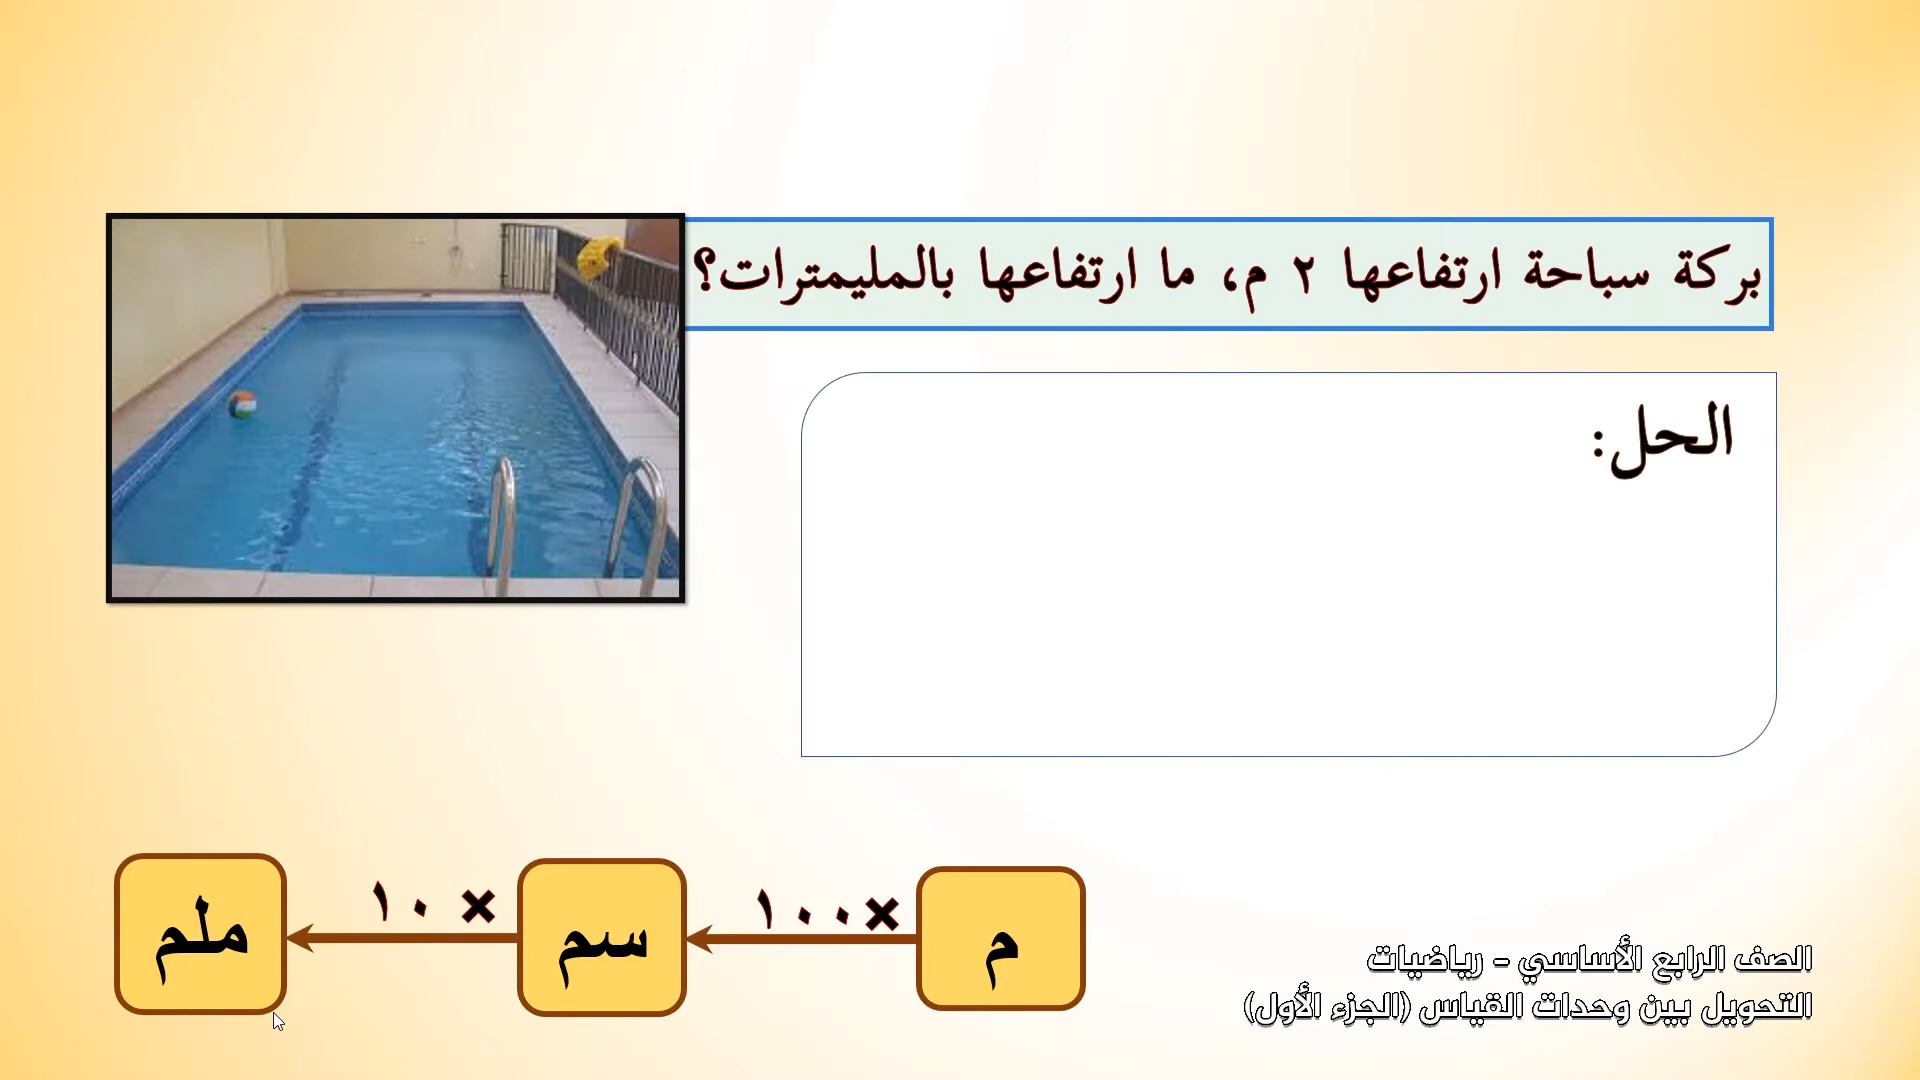 بركة سباحة ارتفاعها ٢ م، ما ارتفاعها بالمليمترات؟
الحل:
م
×١٠٠
سم
× ١٠
ملم
الصف الرابع الأساسي - رياضيات
التحويل بين وحدات القياس (الجزء الأول)